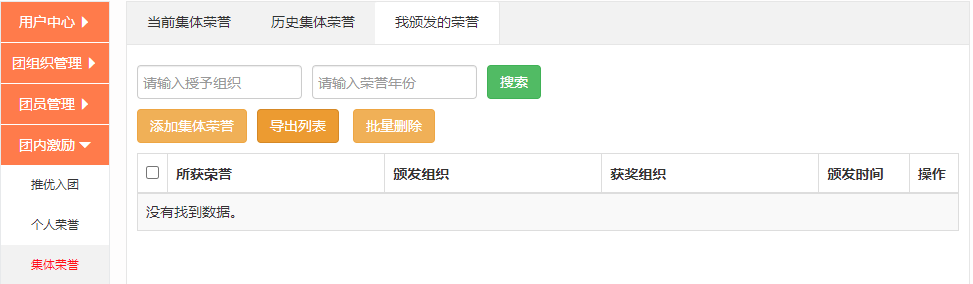 用户中心
团组织管理
团员管理
团内激励
推优入团
个人荣誉
集体荣誉
当前集体荣誉 历史集体荣誉 我颁发的荣誉
请输入授予组织 请输入荣誉年份 搜索
添加集体荣誉 导出列表 批量删除
所获荣誉 颁发组织 获奖组织 颁发时间 操作
没有找到数据。